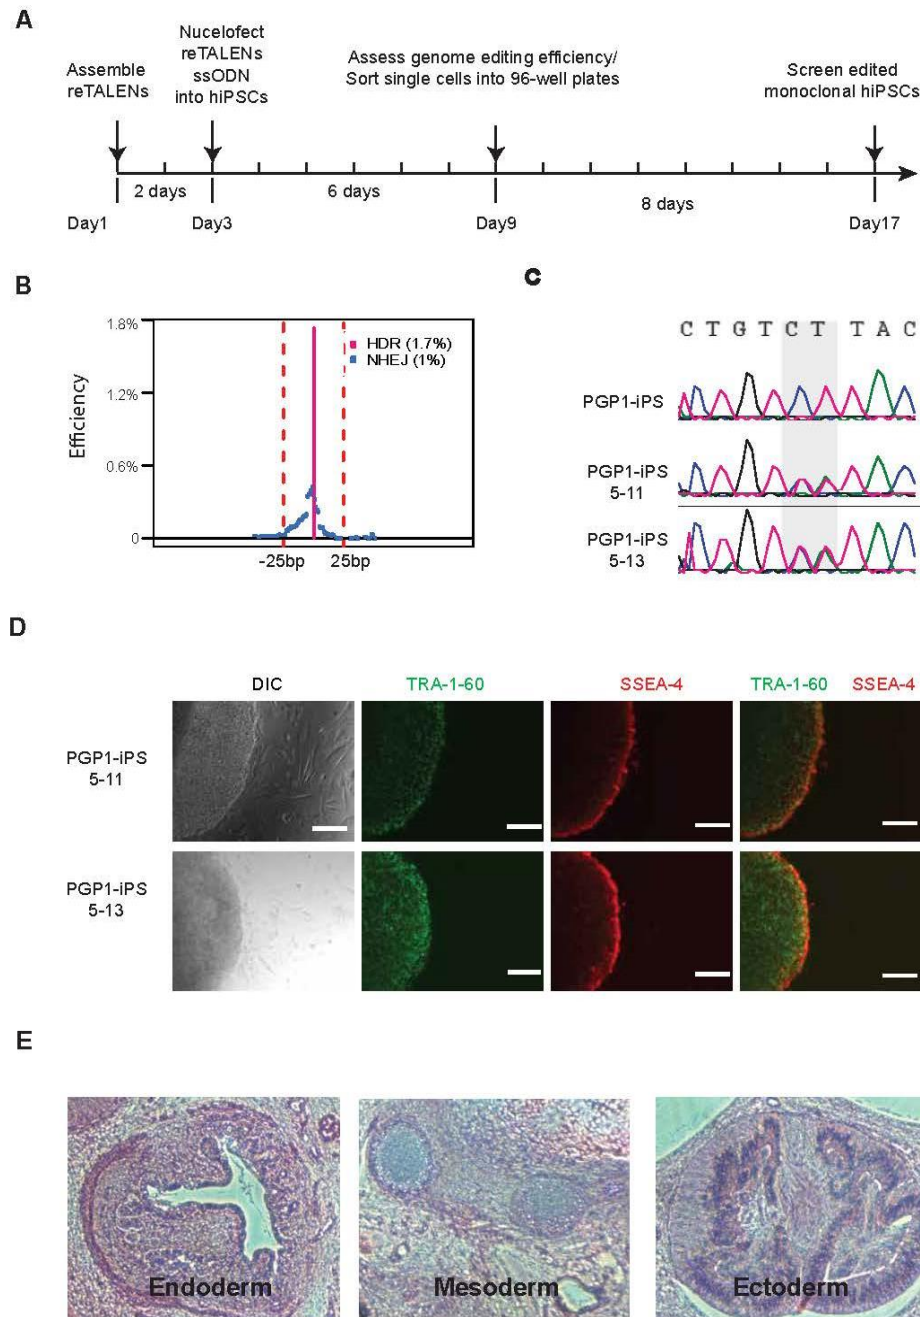 A
Assemble
reTALENs
Nucelofect
reTALENs
ssODN
into hiPSCs
Assess genome editing efficiency/
Sort single cells into 96-well plates
Screen edited
monoclonal hiPSCs
2 days
6 days
8 days
Day1
Day3
Day9
Day17
B
Efficiency
1.8%
1.2%
0.6%
0
HDR (1.7%)
NHEJ (1%)
-25bp
25bp
C
C T G T C T T A C
PGP1-iPS
PGP1-iPS
5-11
PGP1-iPS
5-13
D
DIC
TRA-1-60
SSEA-4
TRA-1-60 SSEA-4
PGP1-iPS
5-11
PGP1-iPS
5-13
E
Endoderm
Mesoderm
Ectoderm